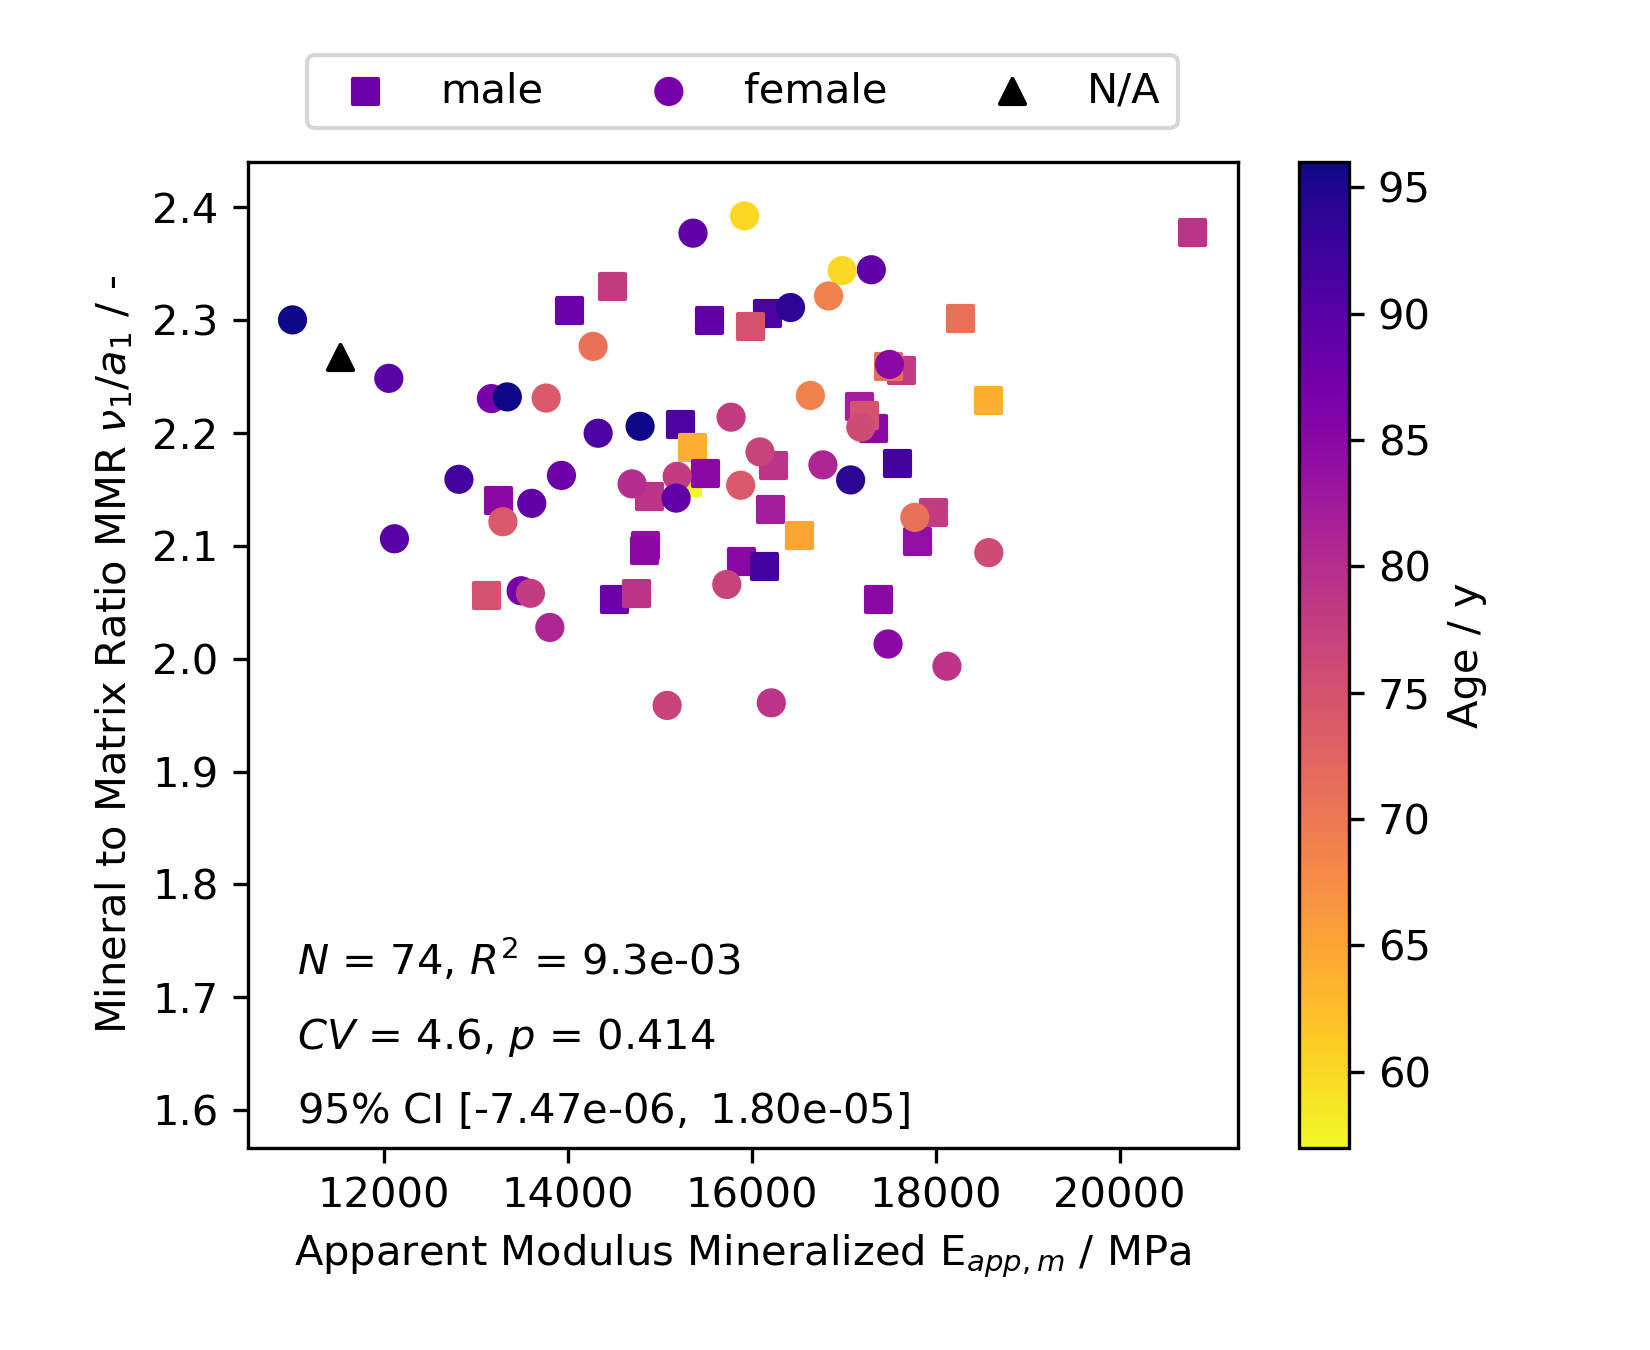 male female N/A
2.4
2.3
2.2
2.1
2.0
1.9
1.8
1.7
1.6
Mineral to Matrix Ratio MMR ν₁/a₁ / -
N = 74, R² = 9.3e-03
CV = 4.6, p = 0.414
95% CI [-7.47e-06, 1.80e-05]
12000 14000 16000 18000 20000
Apparent Modulus Mineralized E_app,m / MPa
95
90
85
80
75
70
65
60
Age / y